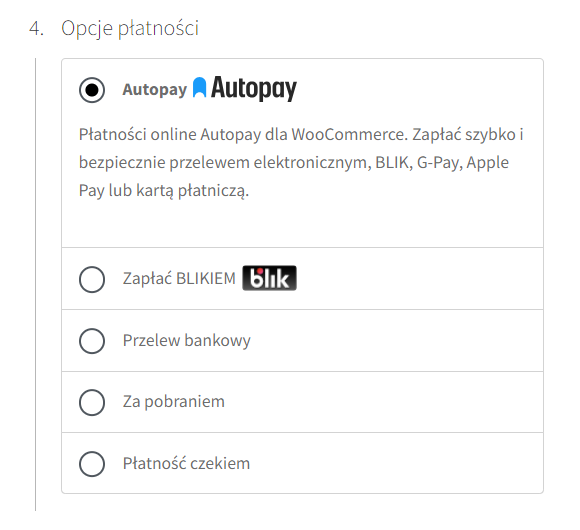 4. Opcje płatności
Autopay Autopay
Płatności online Autopay dla WooCommerce. Zapłać szybko i
bezpiecznie przelewem elektronicznym, BLIK, G-Pay, Apple
Pay lub kartą płatniczą.
Zapłać BLIKIEM blik
Przelew bankowy
Za pobraniem
Płatność czekiem